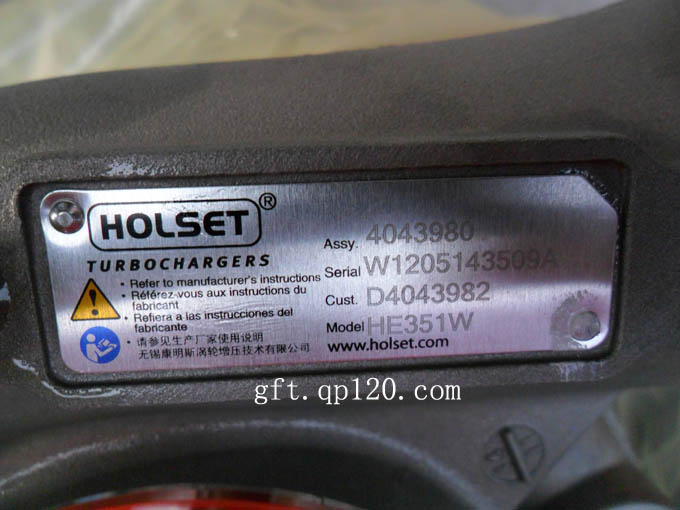 HOLSET®
TURBOCHARGERS
• Refer to manufacturer's instructions
• Référez-vous aux instructions du
fabricant
• Refiera a las instrucciones del
fabricante
• 请参见生产厂家使用说明
无锡康明斯涡轮增压技术有限公司
Assy. 4043980
Serial W1205143509A
Cust. D4043982
Model HE351W
www.holset.com
gft.qp120.com